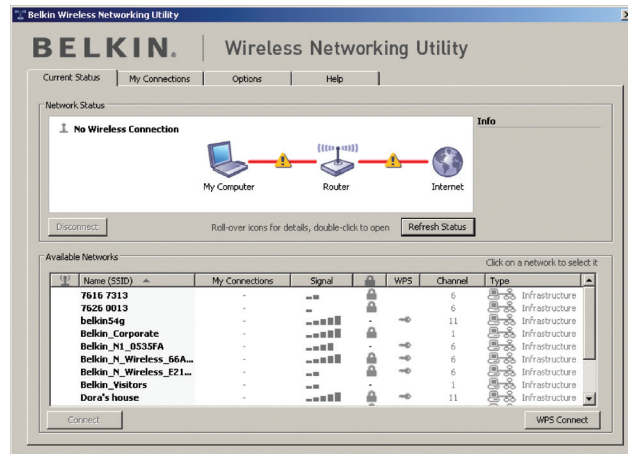 Belkin Wireless Networking Utility
BELKIN. Wireless Networking Utility
Current Status My Connections Options Help
Network Status
No Wireless Connection
Info
My Computer Router Internet
Disconnect Roll-over icons for details, double-click to open Refresh Status
Available Networks
Click on a network to select it
Name (SSID) My Connections Signal WPS Channel Type
7616 7313 - 6 Infrastructure
7626 0013 - 6 Infrastructure
belkin54g - - 11 Infrastructure
Belkin_Corporate - 1 Infrastructure
Belkin_N1_0535FA - - 6 Infrastructure
Belkin_N_Wireless_66A... - 6 Infrastructure
Belkin_N_Wireless_E21... - 6 Infrastructure
Belkin_Visitors - - 1 Infrastructure
Dora's house - 11 Infrastructure
Connect WPS Connect